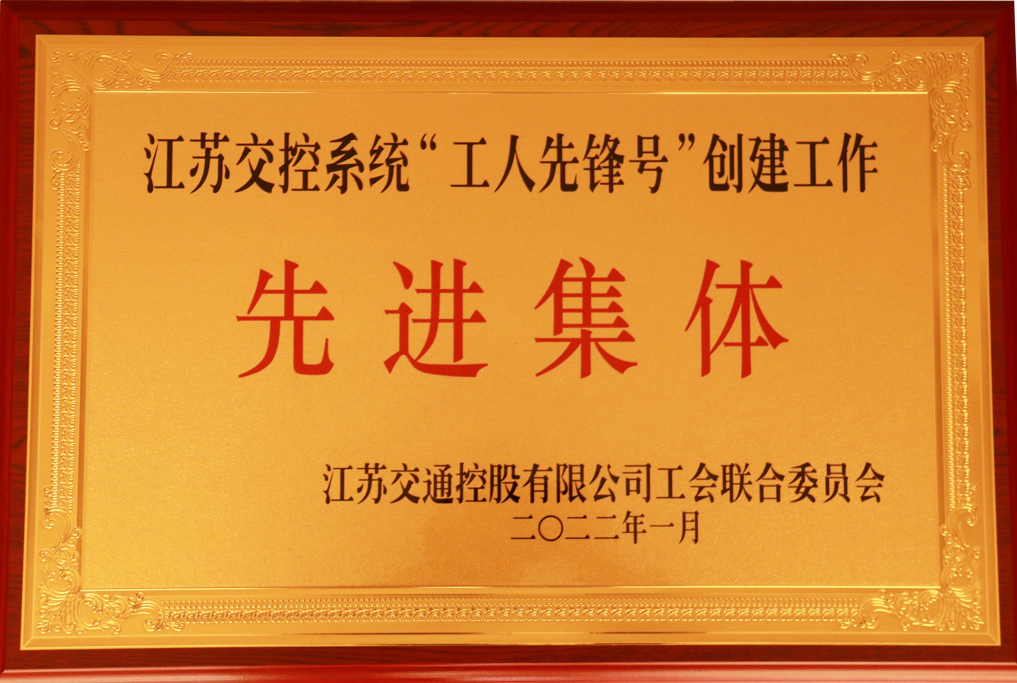 江苏交控系统“工人先锋号”创建工作
先进集体
江苏交通控股有限公司工会联合委员会
二〇二二年一月